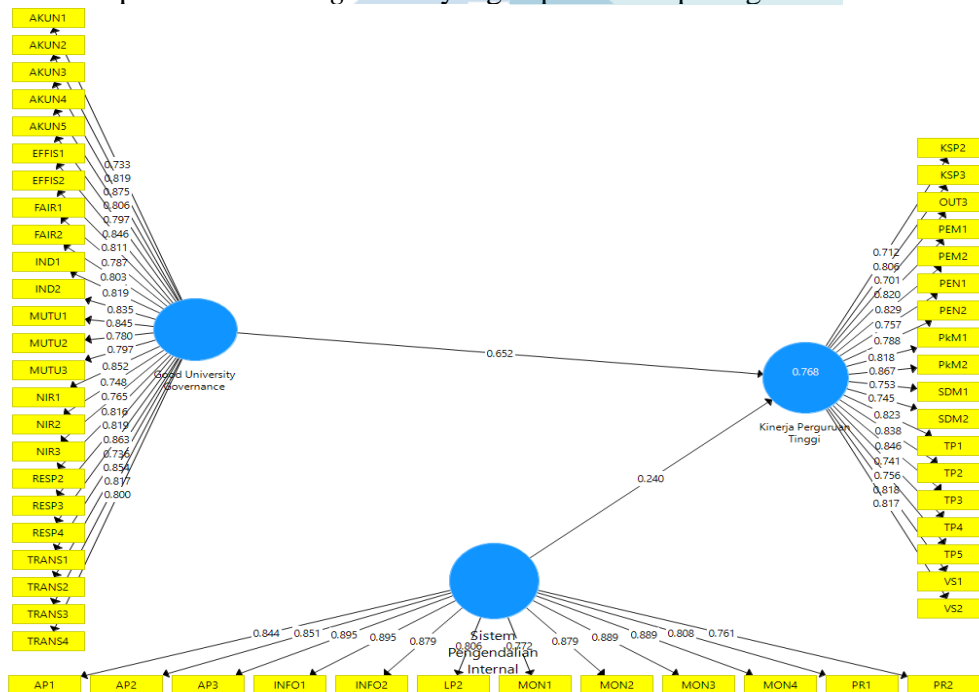 AKUN1
AKUN2
AKUN3
AKUN4
AKUN5
EFFIS1
EFFIS2
FAIR1
FAIR2
IND1
IND2
MUTU1
MUTU2
MUTU3
NIR1
NIR2
NIR3
RESP2
RESP3
RESP4
TRANS1
TRANS2
TRANS3
TRANS4
0.733
0.819
0.875
0.806
0.797
0.846
0.811
0.787
0.803
0.819
0.835
0.845
0.780
0.797
0.852
0.748
0.765
0.816
0.819
0.863
0.736
0.854
0.817
0.800
Good University
Governance
0.652
0.240
0.768
Kinerja Perguruan
Tinggi
0.712
0.806
0.701
0.820
0.829
0.757
0.788
0.818
0.867
0.753
0.745
0.823
0.838
0.846
0.741
0.756
0.818
0.817
KSP2
KSP3
OUT3
PEM1
PEM2
PEN1
PEN2
PkM1
PkM2
SDM1
SDM2
TP1
TP2
TP3
TP4
TP5
VS1
VS2
Sistem
Pengendalian
Internal
0.844 0.851 0.895 0.895 0.879 0.806 0.772 0.879 0.889 0.889 0.808 0.761
AP1 AP2 AP3 INFO1 INFO2 LP2 MON1 MON2 MON3 MON4 PR1 PR2